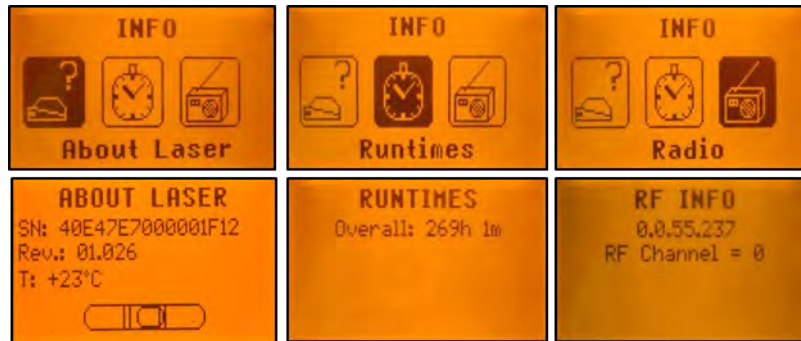 INFO
?
About Laser
INFO
?
Runtimes
INFO
?
Radio
ABOUT LASER
SN: 40E47E7000001F12
Rev.: 01.026
T: +23°C
RUNTIMES
Overall: 269h 1m
RF INFO
0.0.55.237
RF Channel = 0